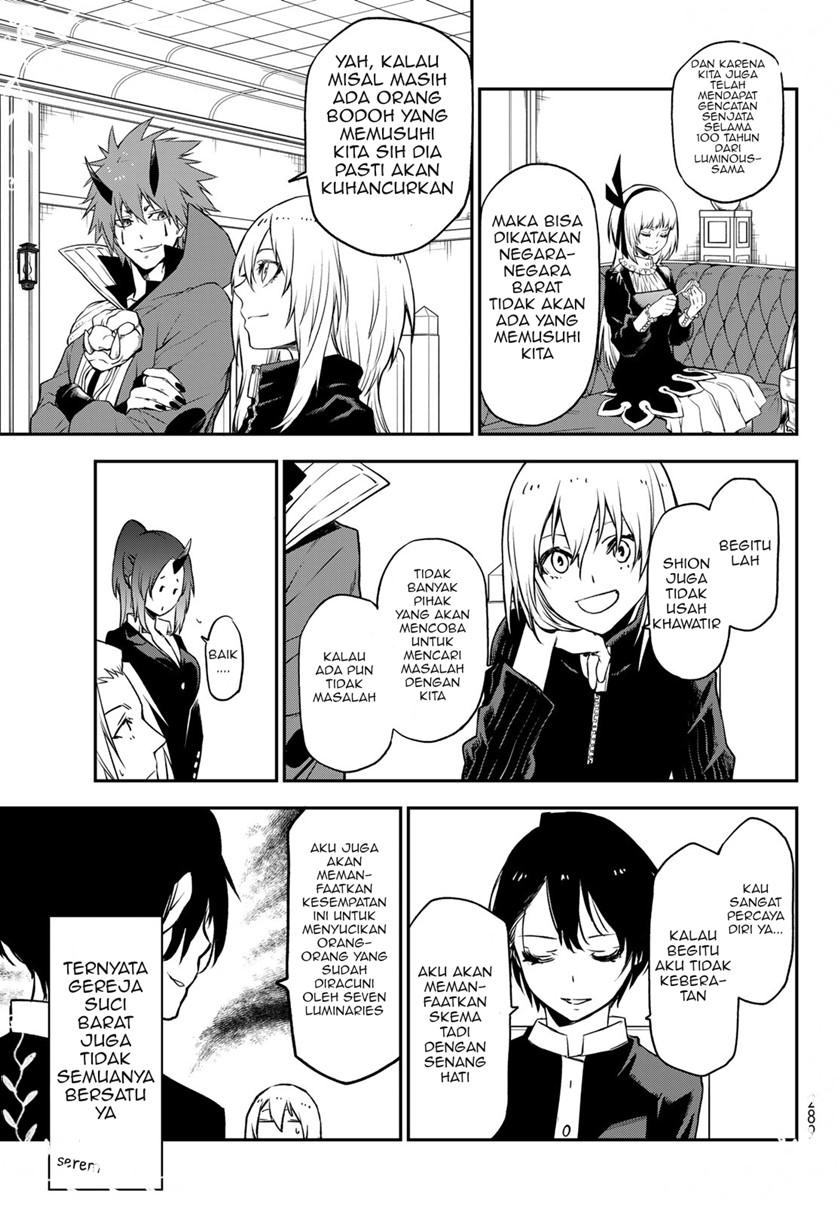 DAN KARENA
KITA JUGA
TELAH
MENDAPAT
GENCATAN
SENJATA
SELAMA
100 TAHUN
DARI
LUMINOUS-
SAMA
MAKA BISA
DIKATAKAN
NEGARA-
NEGARA
BARAT
TIDAK AKAN
ADA YANG
MEMUSUHI
KITA
YAH, KALAU
MISAL MASIH
ADA ORANG
BODOH YANG
MEMUSUHI
KITA SIH DIA
PASTI AKAN
KUHANCURKAN
BEGITU
LAH
SHION
JUGA
TIDAK
USAH
KHAWATIR
TIDAK
BANYAK
PIHAK
YANG AKAN
MENCOBA
UNTUK
MENCARI
MASALAH
DENGAN
KITA
KALAU
ADA PUN
TIDAK
MASALAH
BAIK
....
KAU
SANGAT
PERCAYA
DIRI YA...
KALAU
BEGITU
AKU TIDAK
KEBERA-
TAN
AKU AKAN
MEMAN-
FAATKAN
SKEMA
TADI
DENGAN
SENANG
HATI
AKU JUGA
AKAN
MEMAN-
FAATKAN
KESEMPATAN
INI UNTUK
MENYUCIKAN
ORANG-
ORANG YANG
SUDAH
DIRACUNI
OLEH SEVEN
LUMINARIES
TERNYATA
GEREJA
SUCI
BARAT
JUGA
TIDAK
SEMUANYA
BERSATU
YA
serem